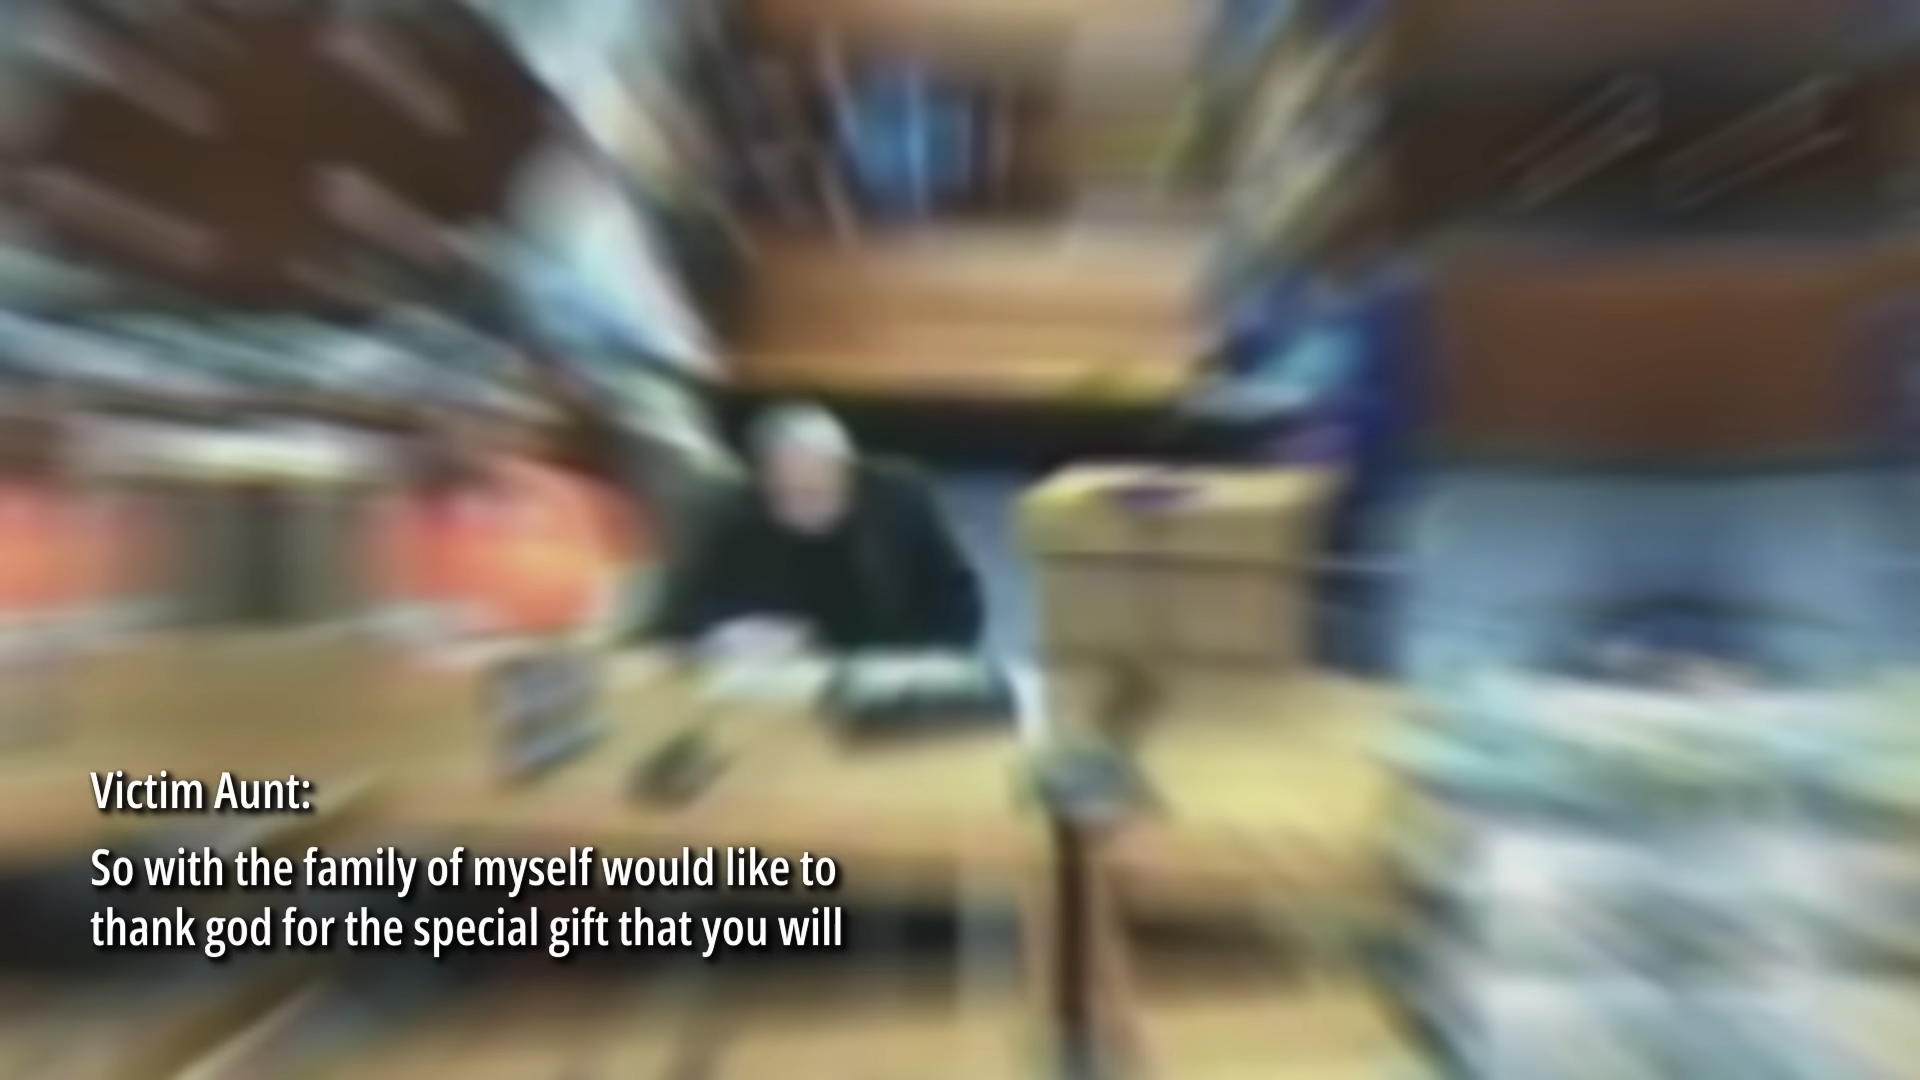 Victim Aunt:
So with the family of myself would like to
thank god for the special gift that you will